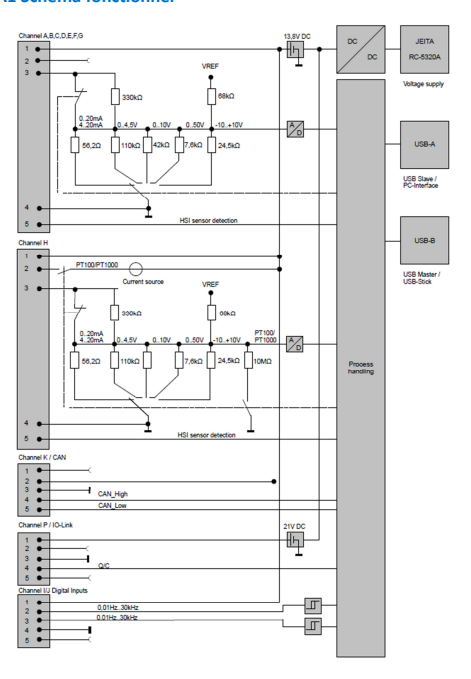 Channel A,B,C,D,E,F,G
1
2
3
4
5
13,8V DC
VREF
330kΩ
68kΩ
0..20mA
4..20mA
0..4,5V
0..10V
0..50V
-10..+10V
56,2Ω
110kΩ
42kΩ
7,6kΩ
24,5kΩ
A
D
HSI sensor detection
DC
DC
JEITA
RC-5320A
Voltage supply
USB-A
USB Slave /
PC-Interface
USB-B
USB Master /
USB-Stick
Process
handling
Channel H
1
2
3
4
5
PT100/PT1000
Current source
VREF
330kΩ
68kΩ
0..20mA
4..20mA
0..4,5V
0..10V
0..50V
-10..+10V
PT100/
PT1000
56,2Ω
110kΩ
7,6kΩ
24,5kΩ
10MΩ
A
D
HSI sensor detection
Channel K / CAN
1
2
3
4
5
CAN_High
CAN_Low
Channel P / IO-Link
1
2
3
4
5
21V DC
Q/C
Channel I/J Digital Inputs
1
2
3
4
5
0,01Hz..30kHz
0,01Hz..30kHz